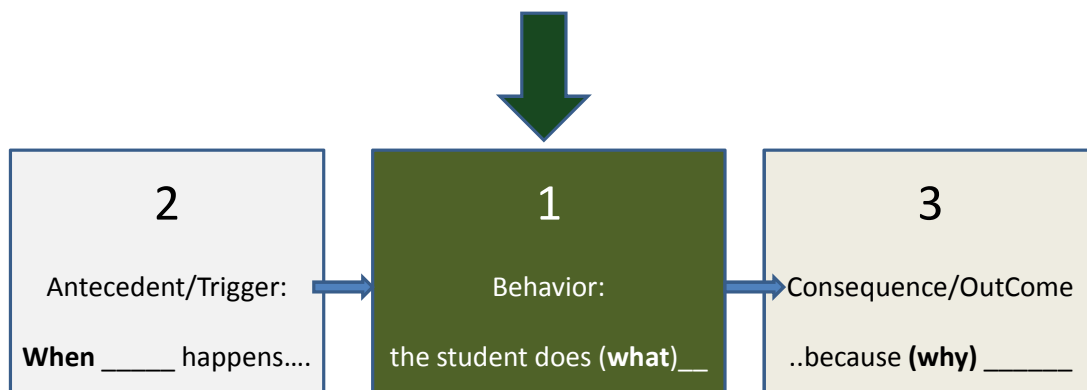 2
Antecedent/Trigger:
When _____ happens….
1
Behavior:
the student does (what)__
3
Consequence/OutCome
..because (why) ______